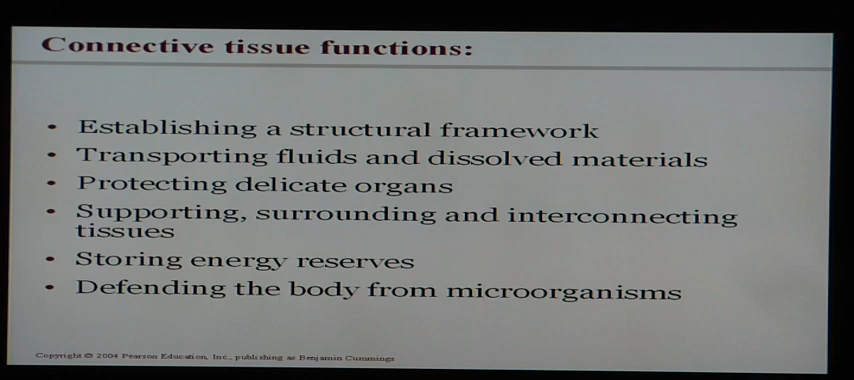 Connective tissue functions:
• Establishing a structural framework
• Transporting fluids and dissolved materials
• Protecting delicate organs
• Supporting, surrounding and interconnecting
tissues
• Storing energy reserves
• Defending the body from microorganisms
Copyright © 2004 Pearson Education, Inc., publishing as Benjamin Cummings